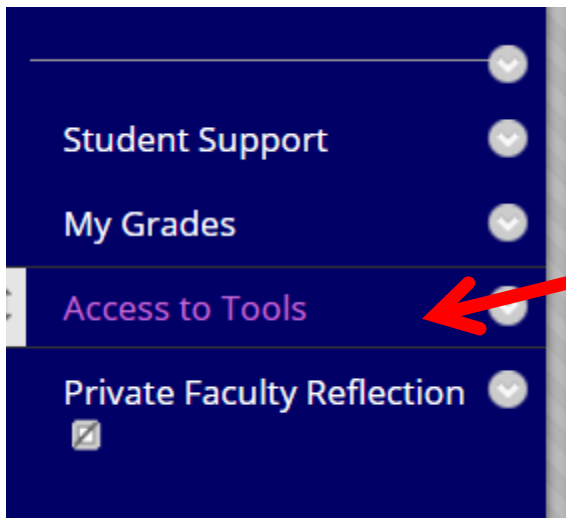 Student Support
My Grades
Access to Tools
Private Faculty Reflection